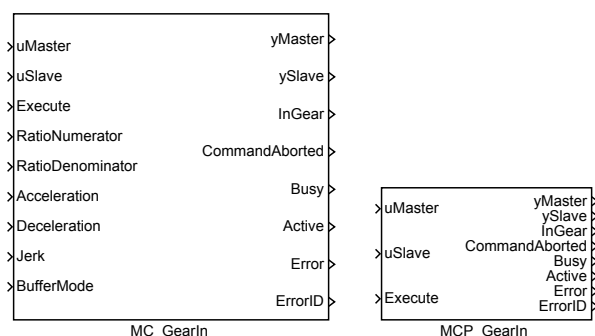 uMaster
uSlave
Execute
RatioNumerator
RatioDenominator
Acceleration
Deceleration
Jerk
BufferMode
yMaster
ySlave
InGear
CommandAborted
Busy
Active
Error
ErrorID
MC_GearIn
uMaster
uSlave
Execute
yMaster
ySlave
InGear
CommandAborted
Busy
Active
Error
ErrorID
MCP_GearIn